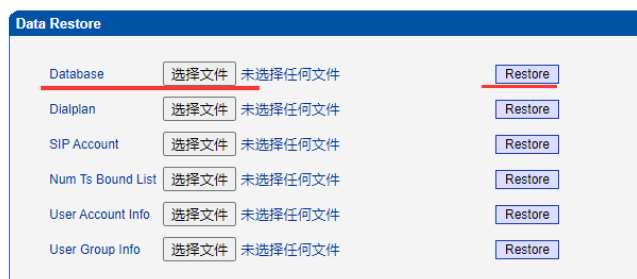 Data Restore
Database 选择文件 未选择任何文件 Restore
Dialplan 选择文件 未选择任何文件 Restore
SIP Account 选择文件 未选择任何文件 Restore
Num Ts Bound List 选择文件 未选择任何文件 Restore
User Account Info 选择文件 未选择任何文件 Restore
User Group Info 选择文件 未选择任何文件 Restore